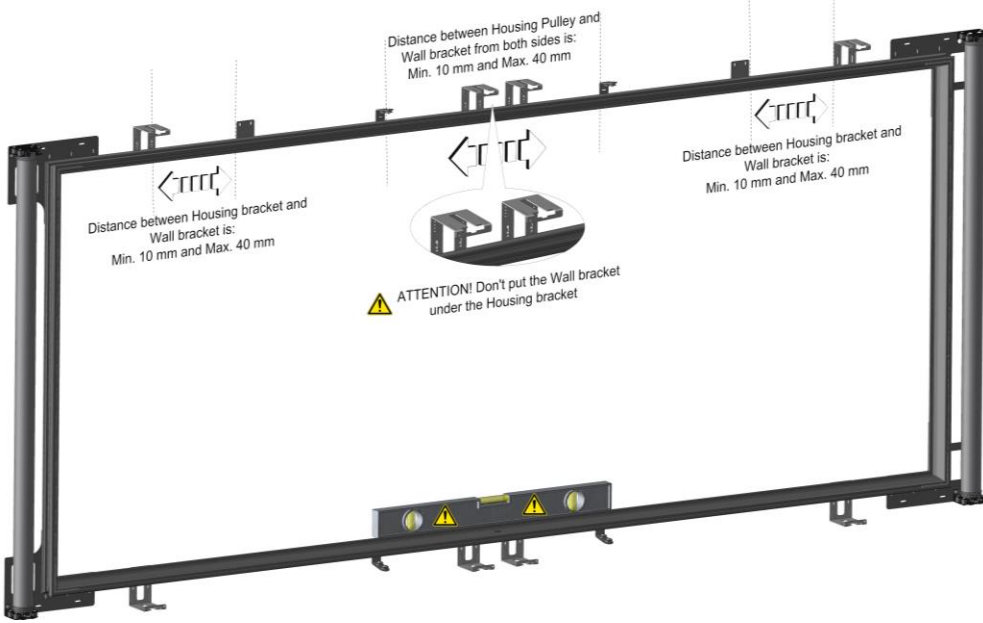 Distance between Housing Pulley and
Wall bracket from both sides is:
Min. 10 mm and Max. 40 mm
Distance between Housing bracket and
Wall bracket is:
Min. 10 mm and Max. 40 mm
Distance between Housing bracket and
Wall bracket is:
Min. 10 mm and Max. 40 mm
ATTENTION! Don't put the Wall bracket
under the Housing bracket